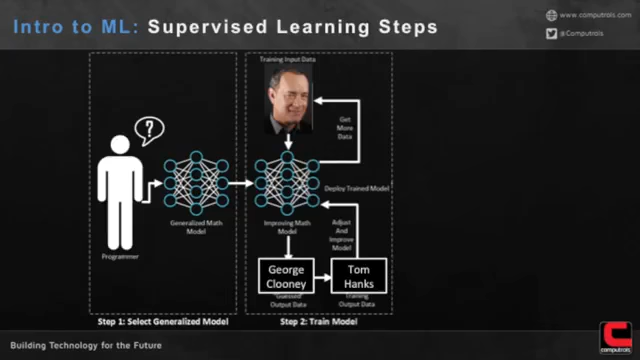 Intro to ML: Supervised Learning Steps
www.computrols.com
@Computrols
Training Input Data
?
Get
More
Data
Programmer
Generalized Math
Model
Improving Math
Model
Deploy Trained Model
Adjust
And
Improve
Model
George
Clooney
Tom
Hanks
Guessed
Output Data
Training
Output Data
Step 1: Select Generalized Model
Step 2: Train Model
Building Technology for the Future
computrols